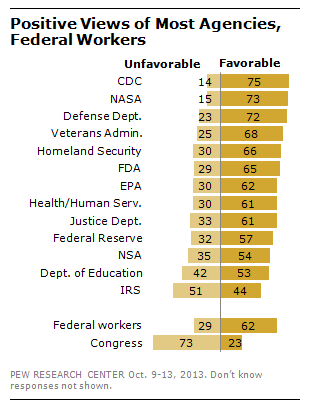 Positive Views of Most Agencies,
Federal Workers
Unfavorable Favorable
CDC 14 75
NASA 15 73
Defense Dept. 23 72
Veterans Admin. 25 68
Homeland Security 30 66
FDA 29 65
EPA 30 62
Health/Human Serv. 30 61
Justice Dept. 33 61
Federal Reserve 32 57
NSA 35 54
Dept. of Education 42 53
IRS 51 44
Federal workers 29 62
Congress 73 23
PEW RESEARCH CENTER Oct. 9-13, 2013. Don't know
responses not shown.